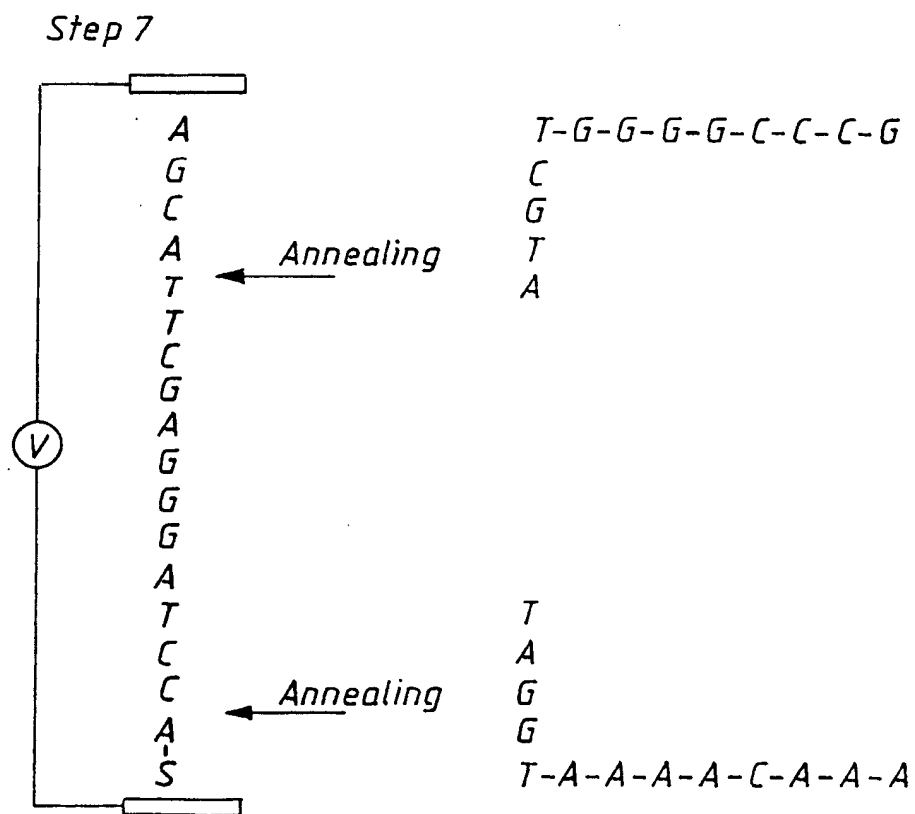 Step 7
A
G
C
A
T
T
C
G
A
G
G
G
A
T
C
C
A
S
V
Annealing
Annealing
T-G-G-G-G-C-C-C-G
C
G
T
A
T
A
G
G
T-A-A-A-A-C-A-A-A